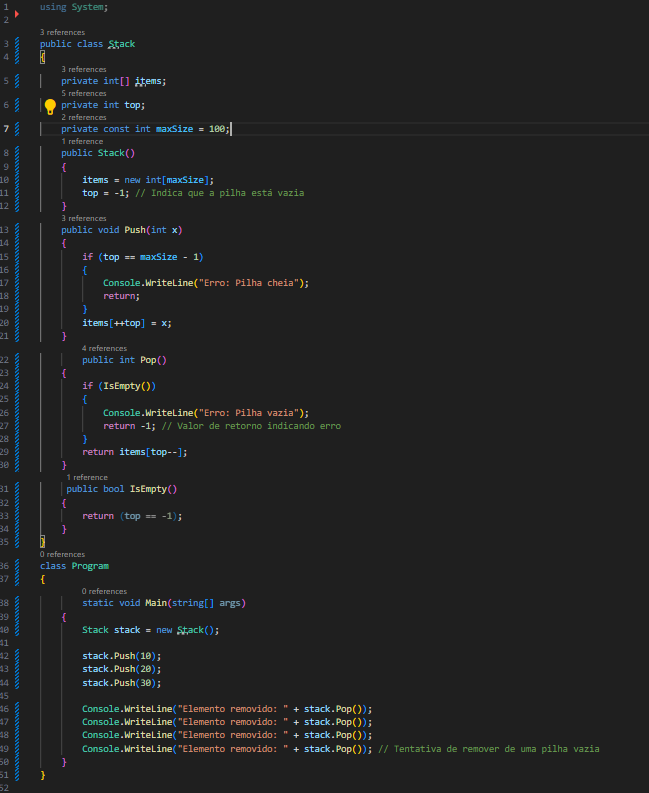 1 using System;
2
3 references
3 public class Stack
4 {
3 references
5 private int[] items;
5 references
6 private int top;
2 references
7 private const int maxSize = 100;
1 reference
8 public Stack()
9 {
10 items = new int[maxSize];
11 top = -1; // Indica que a pilha está vazia
12 }
3 references
13 public void Push(int x)
14 {
15 if (top == maxSize - 1)
16 {
17 Console.WriteLine("Erro: Pilha cheia");
18 return;
19 }
20 items[++top] = x;
21 }
4 references
22 public int Pop()
23 {
24 if (IsEmpty())
25 {
26 Console.WriteLine("Erro: Pilha vazia");
27 return -1; // Valor de retorno indicando erro
28 }
29 return items[top--];
30 }
1 reference
31 public bool IsEmpty()
32 {
33 return (top == -1);
34 }
35 }
0 references
36 class Program
37 {
0 references
38 static void Main(string[] args)
39 {
40 Stack stack = new Stack();
41
42 stack.Push(10);
43 stack.Push(20);
44 stack.Push(30);
45
46 Console.WriteLine("Elemento removido: " + stack.Pop());
47 Console.WriteLine("Elemento removido: " + stack.Pop());
48 Console.WriteLine("Elemento removido: " + stack.Pop());
49 Console.WriteLine("Elemento removido: " + stack.Pop()); // Tentativa de remover de uma pilha vazia
50 }
51 }
52